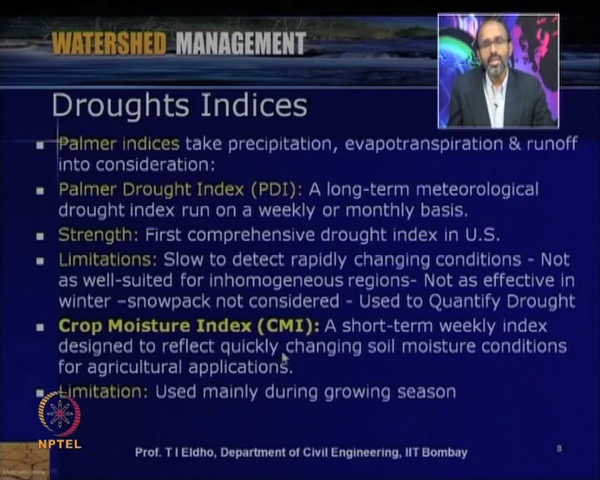 WATERSHED MANAGEMENT
Droughts Indices
Palmer indices take precipitation, evapotranspiration & runoff
into consideration:
Palmer Drought Index (PDI): A long-term meteorological
drought index run on a weekly or monthly basis.
Strength: First comprehensive drought index in U.S.
Limitations: Slow to detect rapidly changing conditions - Not
as well-suited for inhomogeneous regions- Not as effective in
winter –snowpack not considered - Used to Quantify Drought
Crop Moisture Index (CMI): A short-term weekly index
designed to reflect quickly changing soil moisture conditions
for agricultural applications.
Limitation: Used mainly during growing season
NPTEL
Prof. T I Eldho, Department of Civil Engineering, IIT Bombay
8